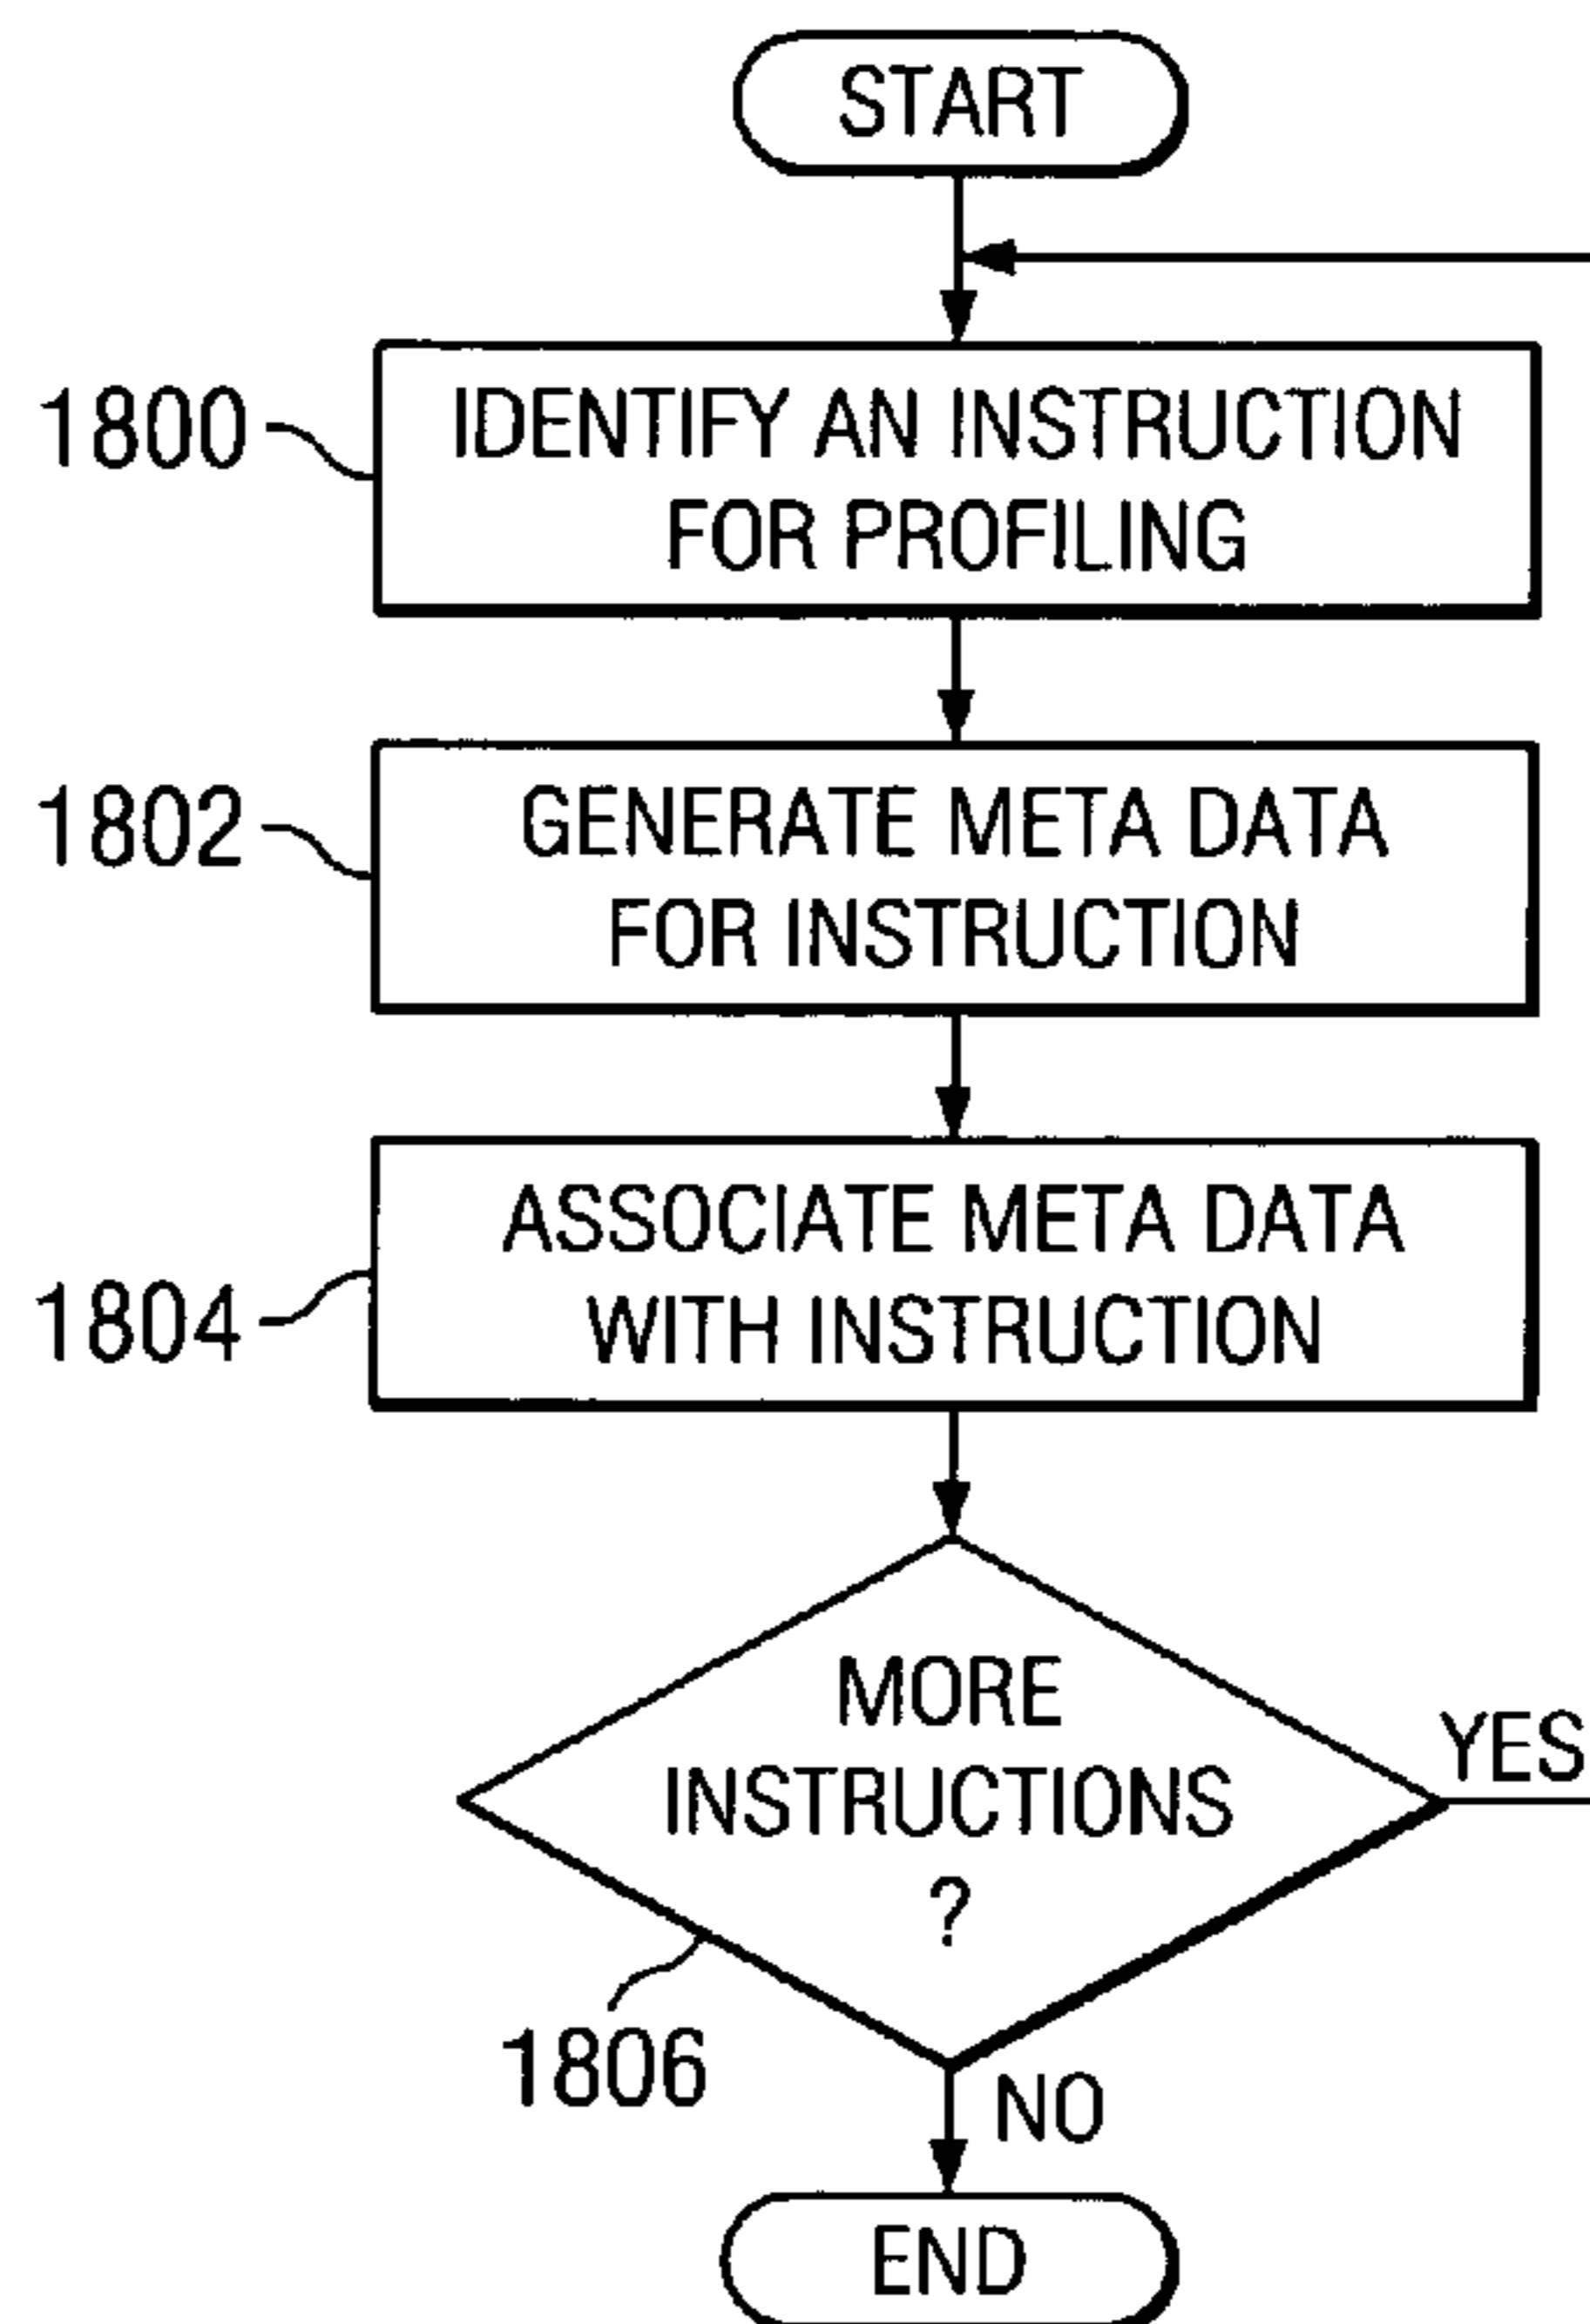 START
1800
IDENTIFY AN INSTRUCTION
FOR PROFILING
1802
GENERATE META DATA
FOR INSTRUCTION
1804
ASSOCIATE META DATA
WITH INSTRUCTION
MORE
INSTRUCTIONS
?
YES
1806
NO
END